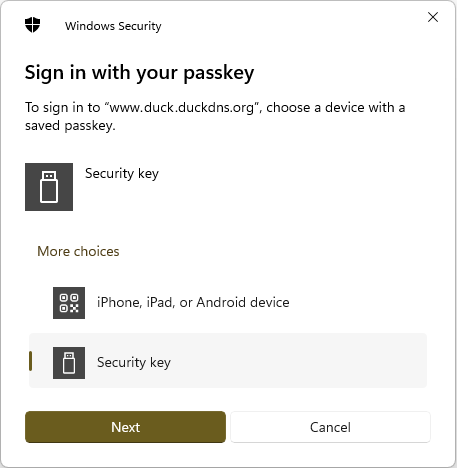 Windows Security
Sign in with your passkey
To sign in to “www.duck.duckdns.org”, choose a device with a
saved passkey.
Security key
More choices
iPhone, iPad, or Android device
Security key
Next
Cancel